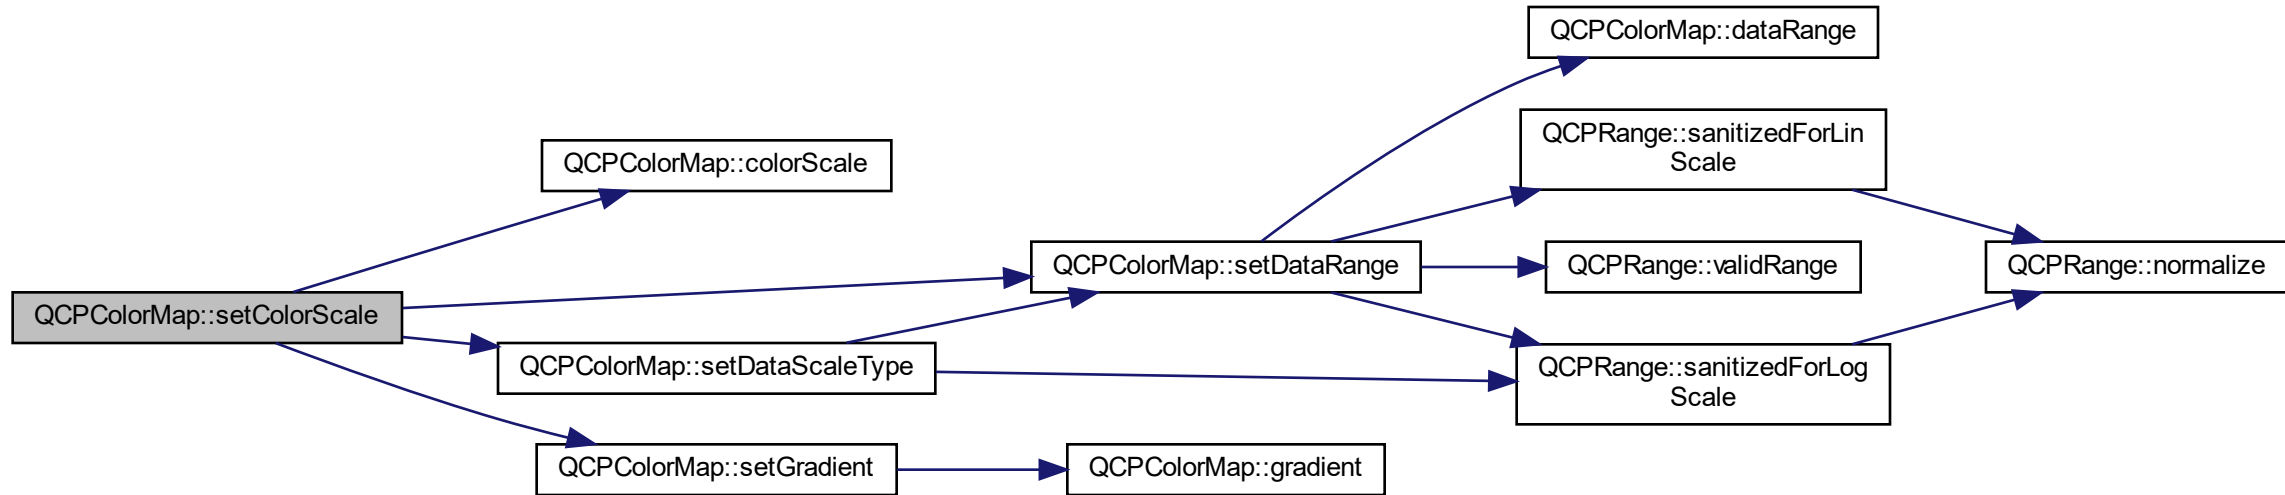 QCPColorMap::dataRange
QCPRange::sanitizedForLin
Scale
QCPColorMap::colorScale
QCPColorMap::setDataRange
QCPRange::validRange
QCPRange::normalize
QCPColorMap::setColorScale
QCPColorMap::setDataScaleType
QCPRange::sanitizedForLog
Scale
QCPColorMap::setGradient
QCPColorMap::gradient